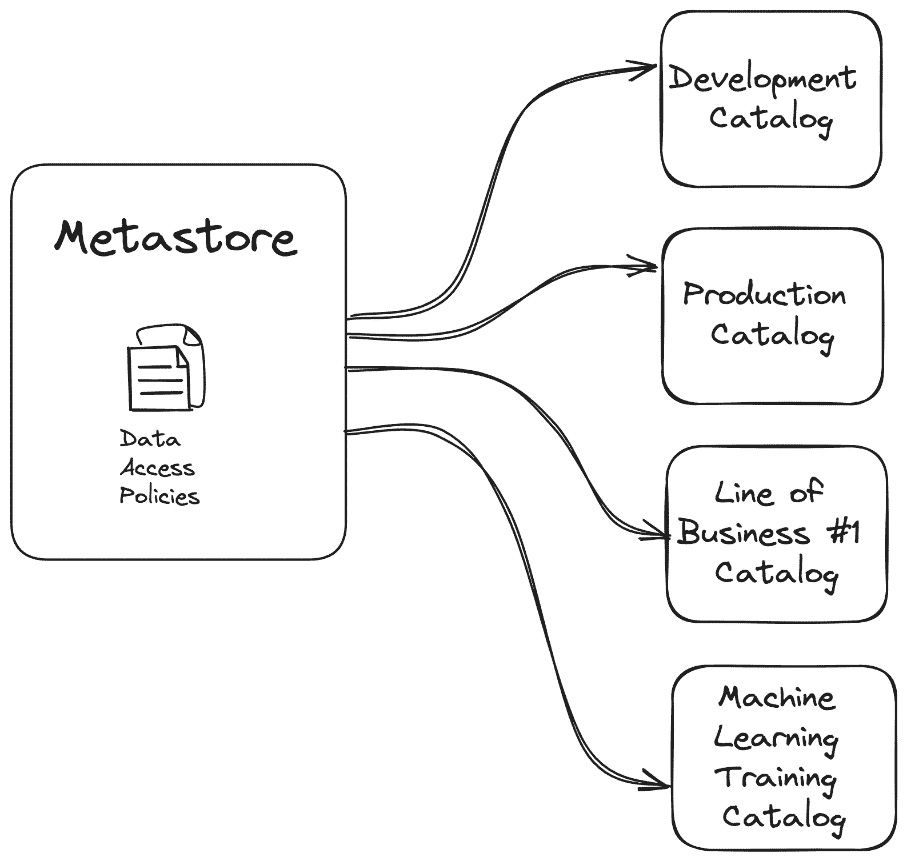 Metastore
Data
Access
Policies
Development
Catalog
Production
Catalog
Line of
Business #1
Catalog
Machine
Learning
Training
Catalog